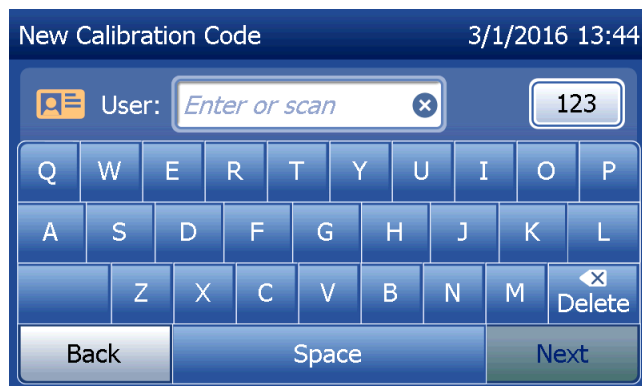 New Calibration Code 3/1/2016 13:44
User: Enter or scan 123
Q W E R T Y U I O P
A S D F G H J K L
Z X C V B N M Delete
Back Space Next